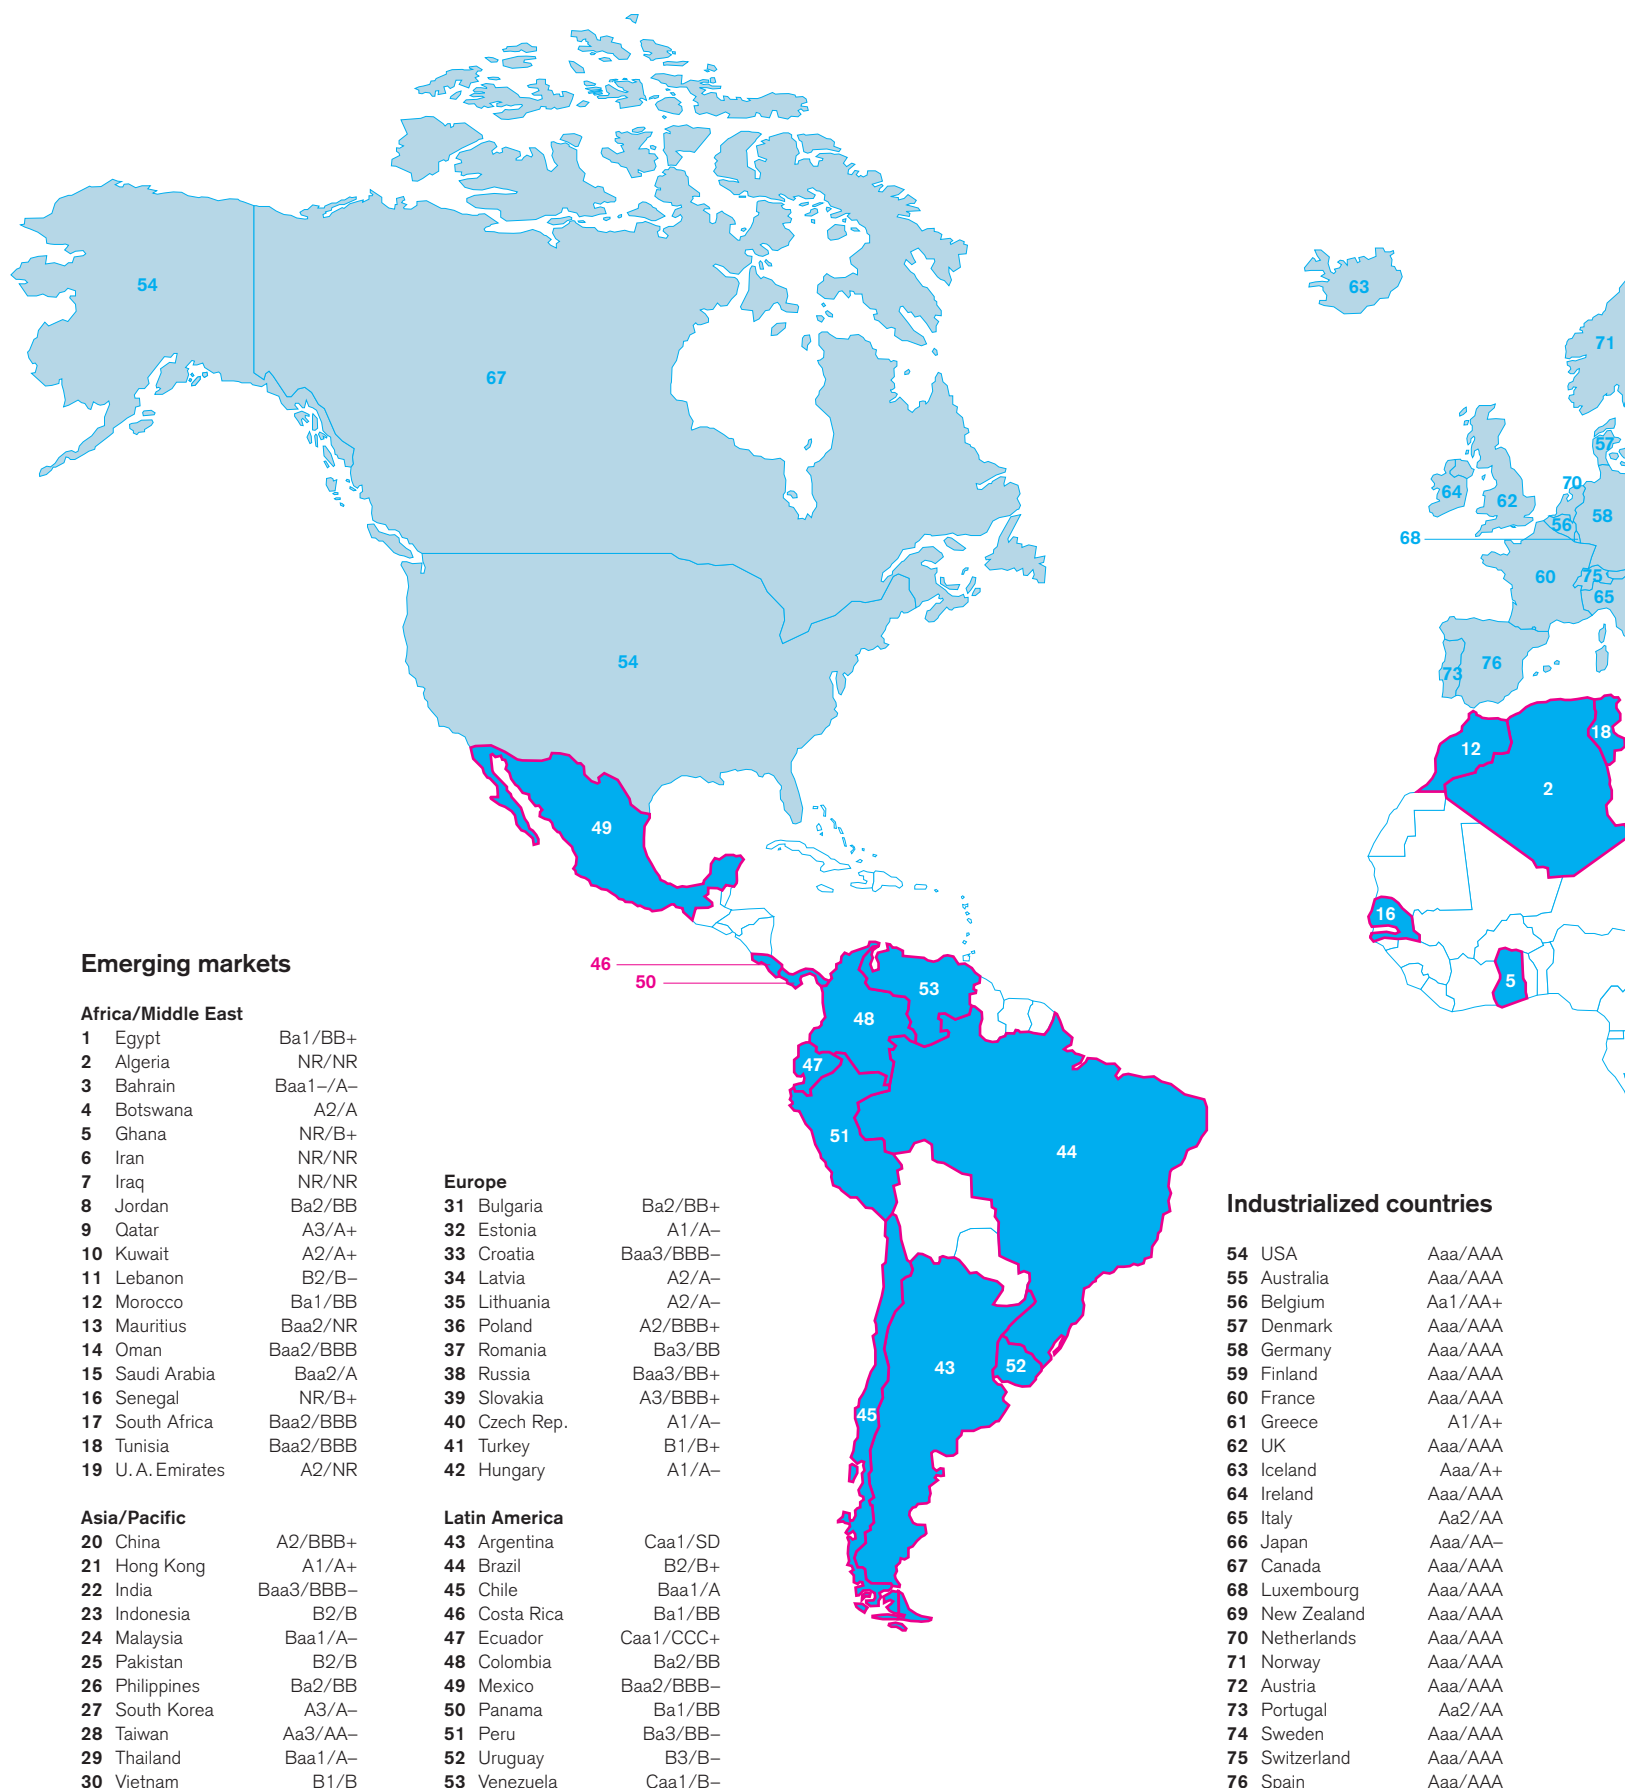 54
67
63
71
57
70
64
62
58
56
68
60
75
65
54
76
73
18
12
2
49
16
46
50
53
5
48
47
51
44
52
43
45
Emerging markets
Africa/Middle East
1 Egypt Ba1/BB+
2 Algeria NR/NR
3 Bahrain Baa1–/A–
4 Botswana A2/A
5 Ghana NR/B+
6 Iran NR/NR
7 Iraq NR/NR
8 Jordan Ba2/BB
9 Qatar A3/A+
10 Kuwait A2/A+
11 Lebanon B2/B–
12 Morocco Ba1/BB
13 Mauritius Baa2/NR
14 Oman Baa2/BBB
15 Saudi Arabia Baa2/A
16 Senegal NR/B+
17 South Africa Baa2/BBB
18 Tunisia Baa2/BBB
19 U. A. Emirates A2/NR
Asia/Pacific
20 China A2/BBB+
21 Hong Kong A1/A+
22 India Baa3/BBB–
23 Indonesia B2/B
24 Malaysia Baa1/A–
25 Pakistan B2/B
26 Philippines Ba2/BB
27 South Korea A3/A–
28 Taiwan Aa3/AA–
29 Thailand Baa1/A–
30 Vietnam B1/B
Europe
31 Bulgaria Ba2/BB+
32 Estonia A1/A–
33 Croatia Baa3/BBB–
34 Latvia A2/A–
35 Lithuania A2/A–
36 Poland A2/BBB+
37 Romania Ba3/BB
38 Russia Baa3/BB+
39 Slovakia A3/BBB+
40 Czech Rep. A1/A–
41 Turkey B1/B+
42 Hungary A1/A–
Latin America
43 Argentina Caa1/SD
44 Brazil B2/B+
45 Chile Baa1/A
46 Costa Rica Ba1/BB
47 Ecuador Caa1/CCC+
48 Colombia Ba2/BB
49 Mexico Baa2/BBB–
50 Panama Ba1/BB
51 Peru Ba3/BB–
52 Uruguay B3/B–
53 Venezuela Caa1/B–
Industrialized countries
54 USA Aaa/AAA
55 Australia Aaa/AAA
56 Belgium Aa1/AA+
57 Denmark Aaa/AAA
58 Germany Aaa/AAA
59 Finland Aaa/AAA
60 France Aaa/AAA
61 Greece A1/A+
62 UK Aaa/AAA
63 Iceland Aaa/A+
64 Ireland Aaa/AAA
65 Italy Aa2/AA
66 Japan Aaa/AA–
67 Canada Aaa/AAA
68 Luxembourg Aaa/AAA
69 New Zealand Aaa/AAA
70 Netherlands Aaa/AAA
71 Norway Aaa/AAA
72 Austria Aaa/AAA
73 Portugal Aa2/AA
74 Sweden Aaa/AAA
75 Switzerland Aaa/AAA
76 Spain Aaa/AAA